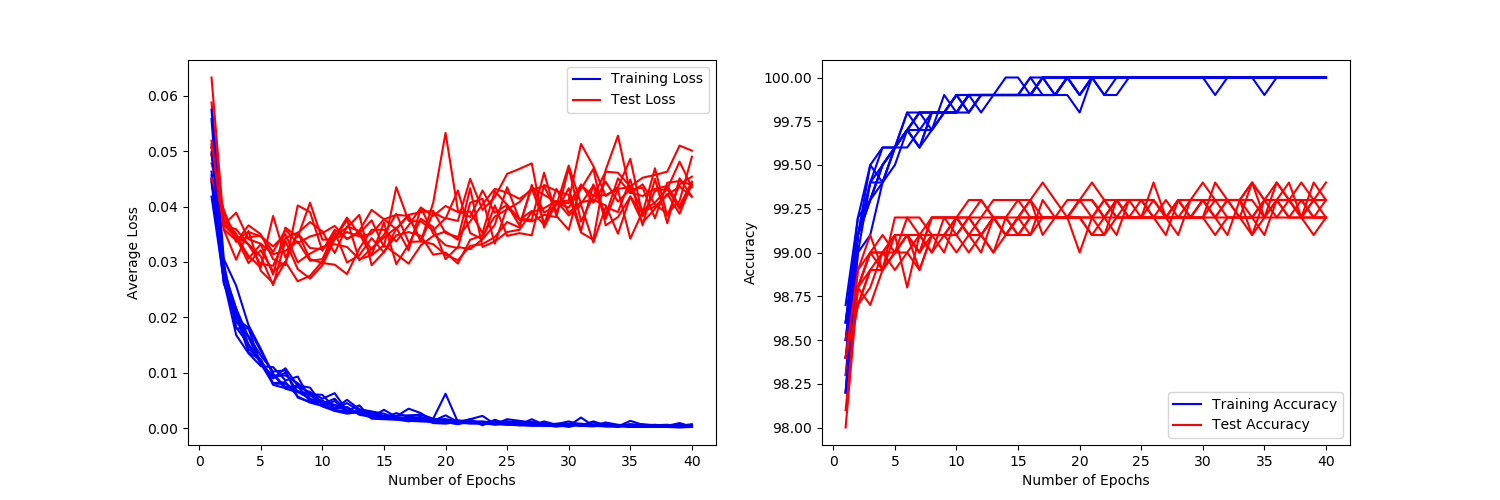 0.06
0.05
0.04
0.03
0.02
0.01
0.00
Average Loss
0 5 10 15 20 25 30 35 40
Number of Epochs
Training Loss
Test Loss
100.00
99.75
99.50
99.25
99.00
98.75
98.50
98.25
98.00
Accuracy
0 5 10 15 20 25 30 35 40
Number of Epochs
Training Accuracy
Test Accuracy